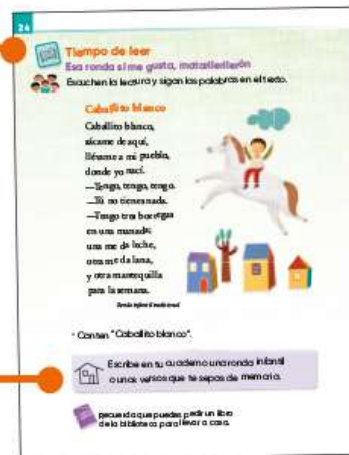 24
Tiempo de leer
Esa ronda sí me gusta, matarilerilerón
Escuchen la lectura y sigan las palabras en el texto.
Caballito blanco
Caballito blanco,
sácame de aquí,
llévame a mi pueblo,
donde yo nací.
—Tengo, tengo, tengo.
—Tú no tienes nada.
—Tengo tres borregas
en una manada;
una me da leche,
otra me da lana,
y otra mantequilla
para la semana.
Ronda infantil tradicional
• Canten "Caballito blanco".
Escribe en tu cuaderno una ronda infantil
o unos versos que te sepas de memoria.
Recuerda que puedes pedir un libro
de la biblioteca para llevar a casa.